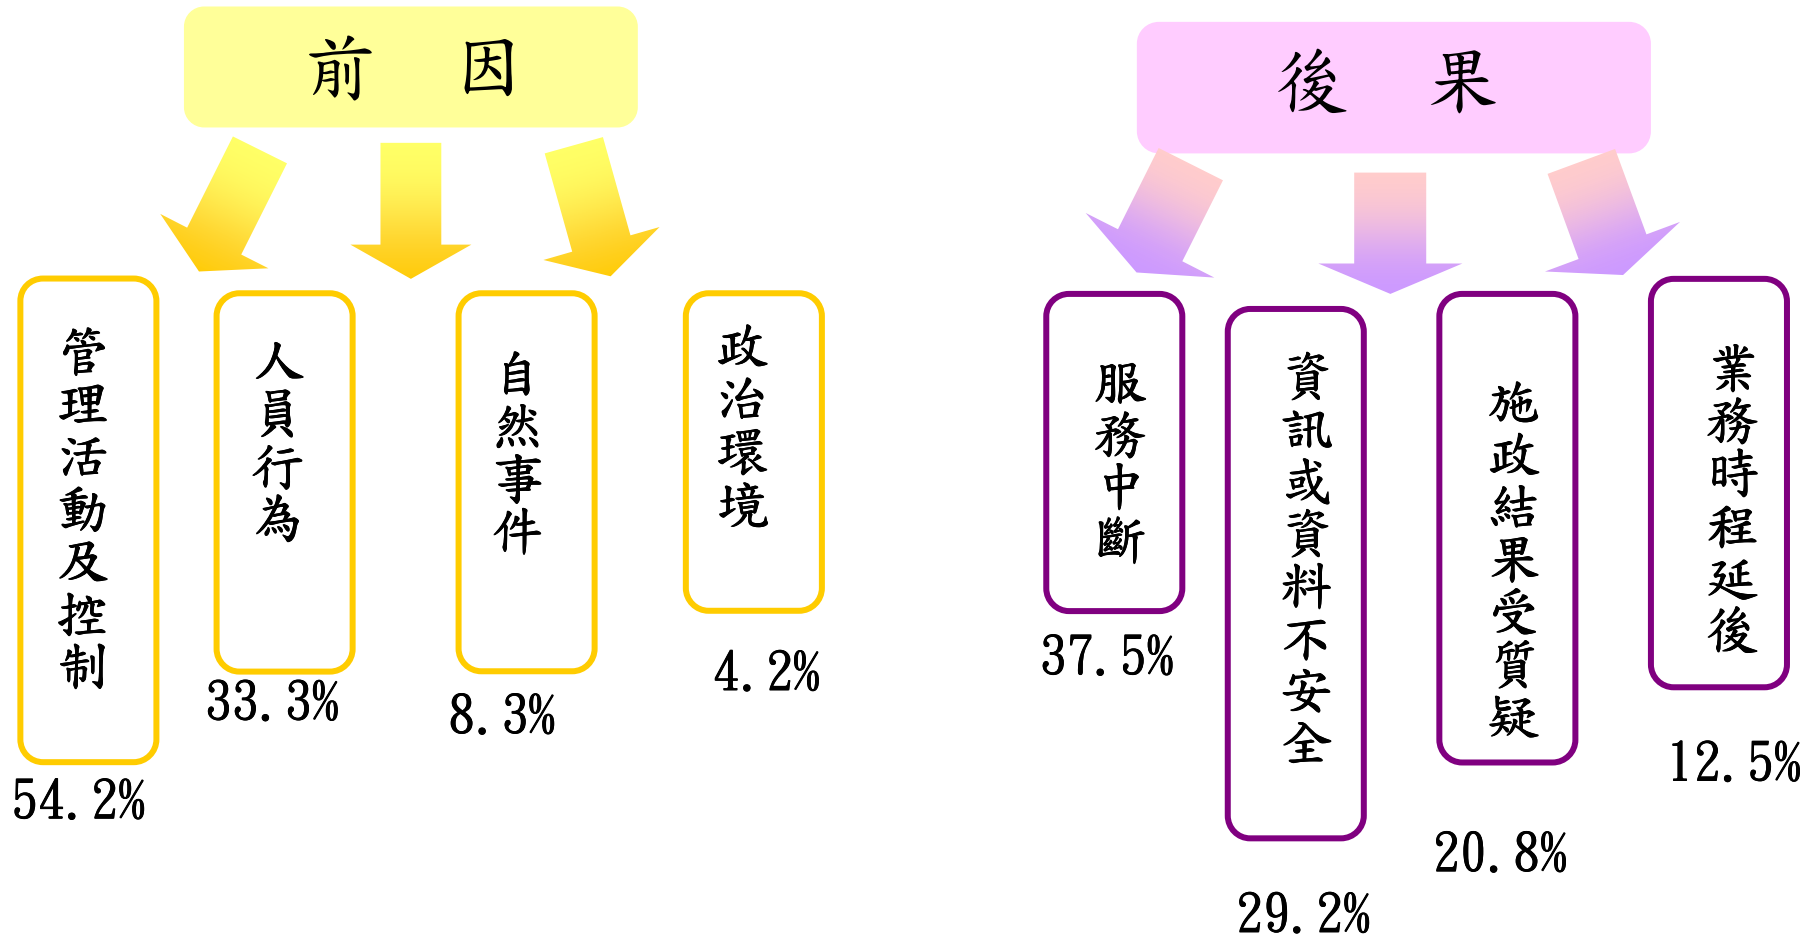 前　因
管理活動及控制
54.2%
人員行為
33.3%
自然事件
8.3%
政治環境
4.2%
後　果
服務中斷
37.5%
資訊或資料不安全
29.2%
施政結果受質疑
20.8%
業務時程延後
12.5%